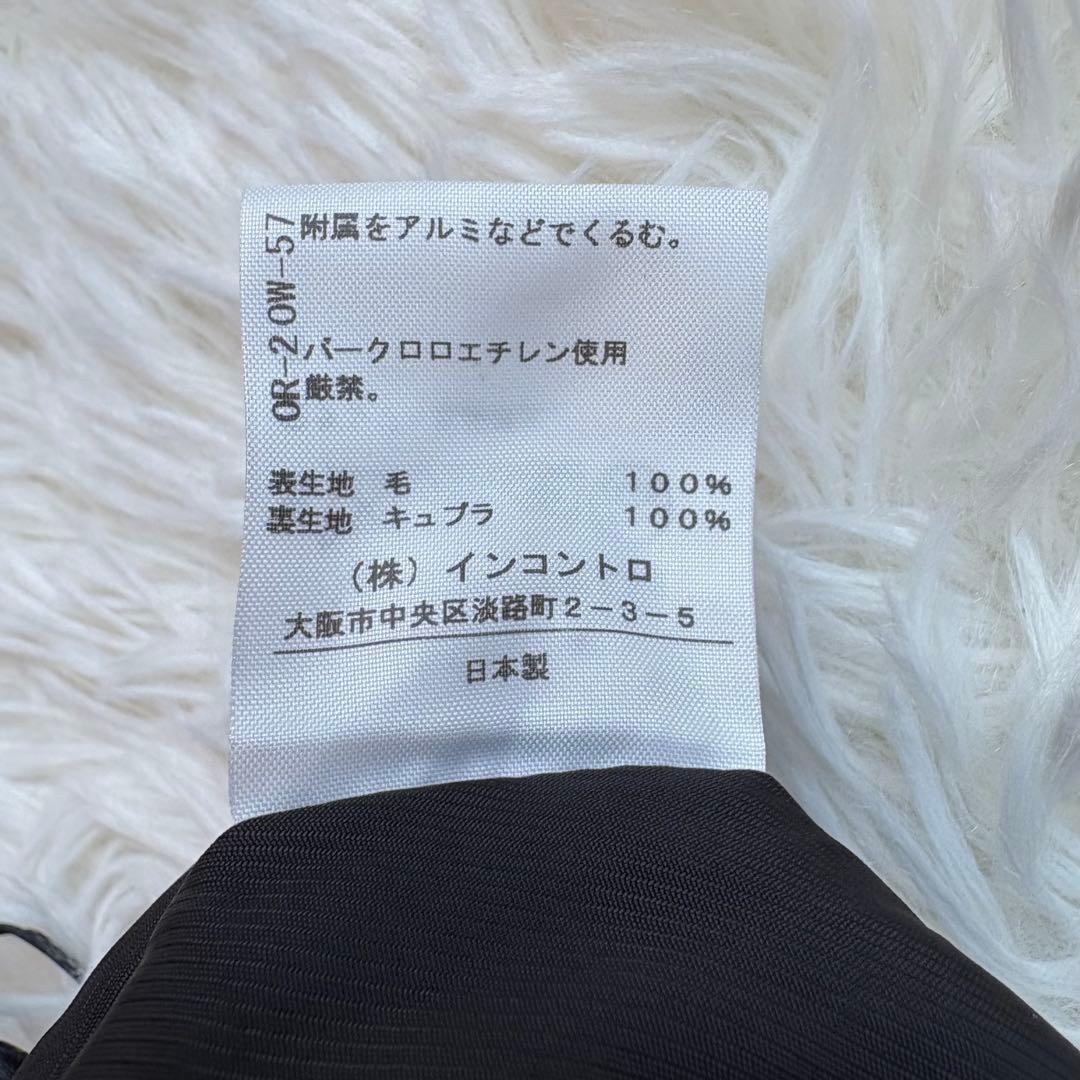 OR-20W-57
附属をアルミなどでくるむ。
パークロロエチレン使用
厳禁。
表生地 毛 100%
裏生地 キュプラ 100%
(株) インコントロ
大阪市中央区淡路町2-3-5
日本製